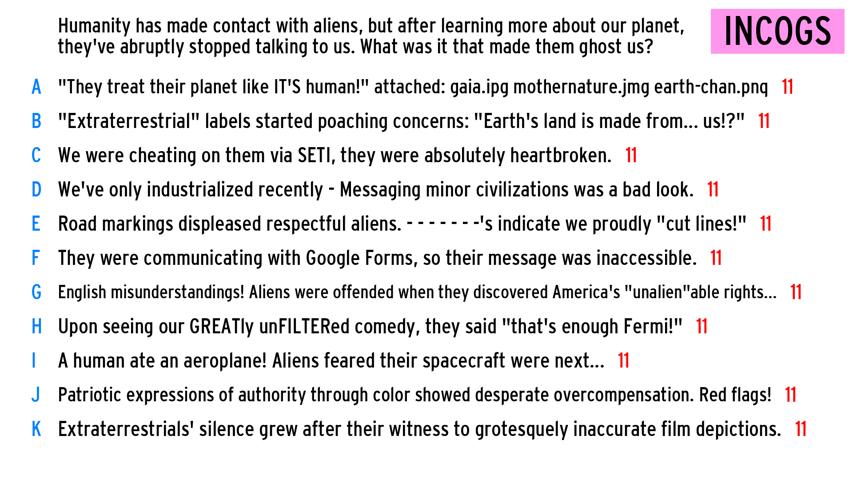 Humanity has made contact with aliens, but after learning more about our planet,
they've abruptly stopped talking to us. What was it that made them ghost us?
INCOGS
A "They treat their planet like IT'S human!" attached: gaia.jpg mothernature.jmg earth-chan.pnq 11
B "Extraterrestrial" labels started poaching concerns: "Earth's land is made from... us!?" 11
C We were cheating on them via SETI, they were absolutely heartbroken. 11
D We've only industrialized recently - Messaging minor civilizations was a bad look. 11
E Road markings displeased respectful aliens. - - - - - - -'s indicate we proudly "cut lines!" 11
F They were communicating with Google Forms, so their message was inaccessible. 11
G English misunderstandings! Aliens were offended when they discovered America's "unalien"able rights... 11
H Upon seeing our GREATly unFILTERed comedy, they said "that's enough Fermi!" 11
I A human ate an aeroplane! Aliens feared their spacecraft were next... 11
J Patriotic expressions of authority through color showed desperate overcompensation. Red flags! 11
K Extraterrestrials' silence grew after their witness to grotesquely inaccurate film depictions. 11